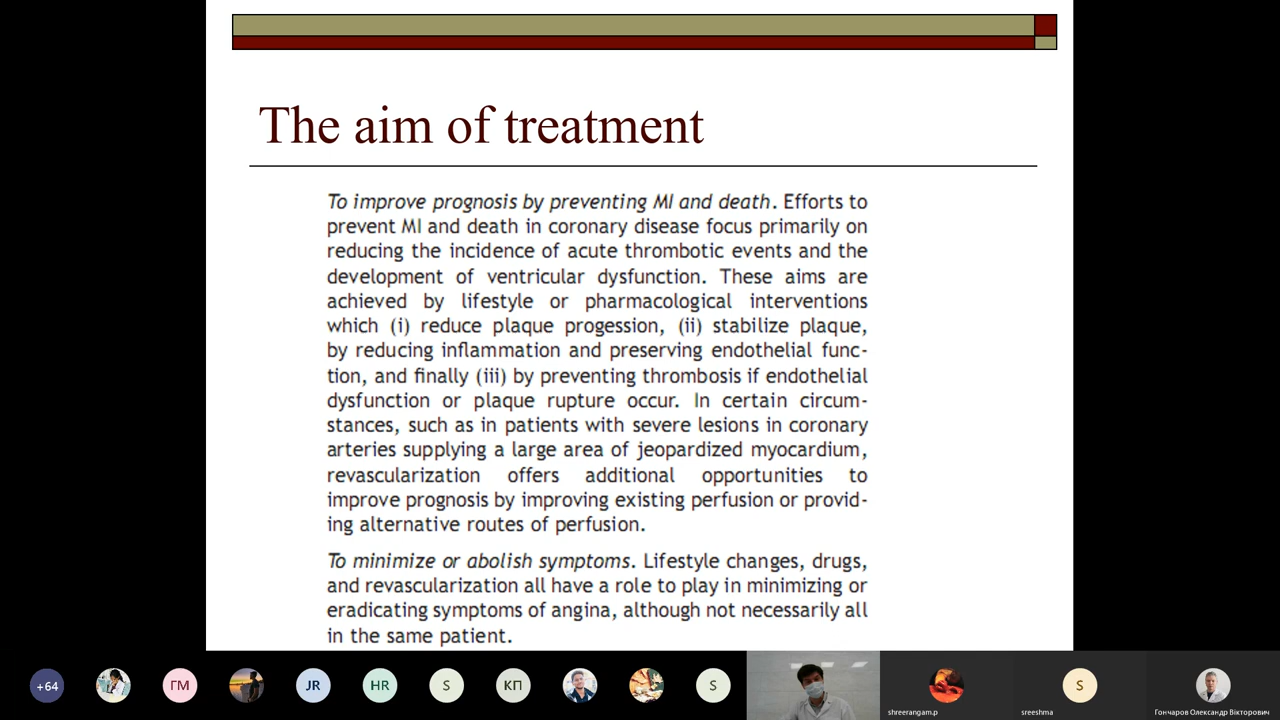 The aim of treatment
To improve prognosis by preventing MI and death. Efforts to
prevent MI and death in coronary disease focus primarily on
reducing the incidence of acute thrombotic events and the
development of ventricular dysfunction. These aims are
achieved by lifestyle or pharmacological interventions
which (i) reduce plaque progession, (ii) stabilize plaque,
by reducing inflammation and preserving endothelial func-
tion, and finally (iii) by preventing thrombosis if endothelial
dysfunction or plaque rupture occur. In certain circum-
stances, such as in patients with severe lesions in coronary
arteries supplying a large area of jeopardized myocardium,
revascularization offers additional opportunities to
improve prognosis by improving existing perfusion or provid-
ing alternative routes of perfusion.
To minimize or abolish symptoms. Lifestyle changes, drugs,
and revascularization all have a role to play in minimizing or
eradicating symptoms of angina, although not necessarily all
in the same patient.
+64
ГМ
JR
HR
S
КП
S
S
shreerangam.p
sreeshma
Гончаров Олександр Вікторович